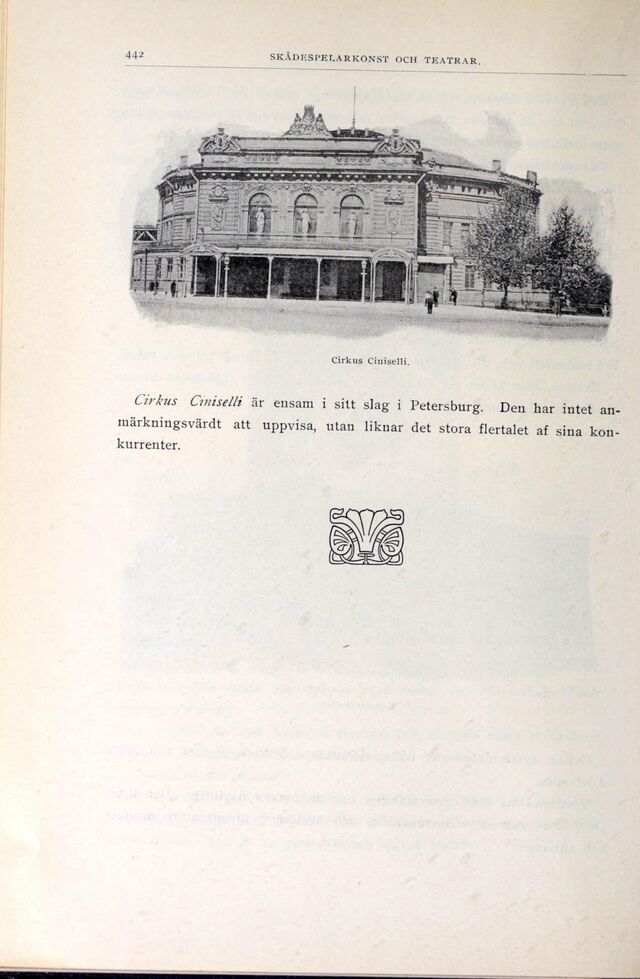 442
SKÅDESPELARKONST OCH TEATRAR.
Cirkus Ciniselli.
Cirkus Ciniselli är ensam i sitt slag i Petersburg. Den har intet an-
märkningsvärdt att uppvisa, utan liknar det stora flertalet af sina kon-
kurrenter.